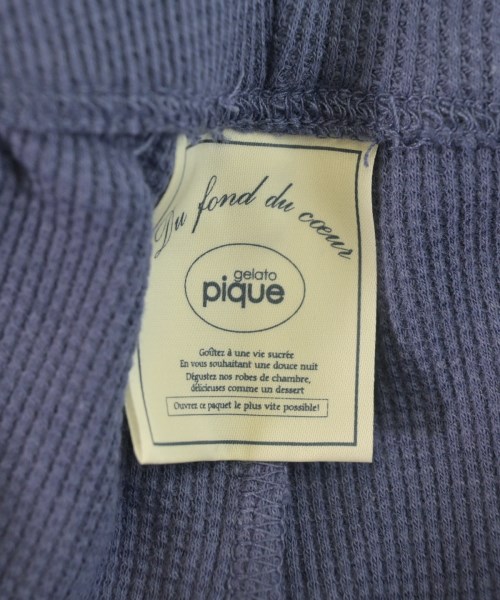 Du fond du cœur
gelato
pique
Goûtez à une vie sucrée
En vous souhaitant une douce nuit
Dégustez nos robes de chambre,
délicieuses comme un dessert
Ouvrez ce paquet le plus vite possible!